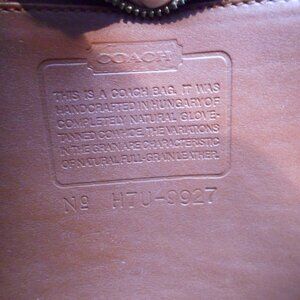 COACH
THIS IS A COACH BAG. IT WAS
HANDCRAFTED IN HUNGARY OF
COMPLETELY NATURAL GLOVE-
TANNED COWHIDE. THE VARIATIONS
IN THE GRAIN ARE CHARACTERISTIC
OF NATURAL FULL-GRAIN LEATHER.
Nº HTU-9927